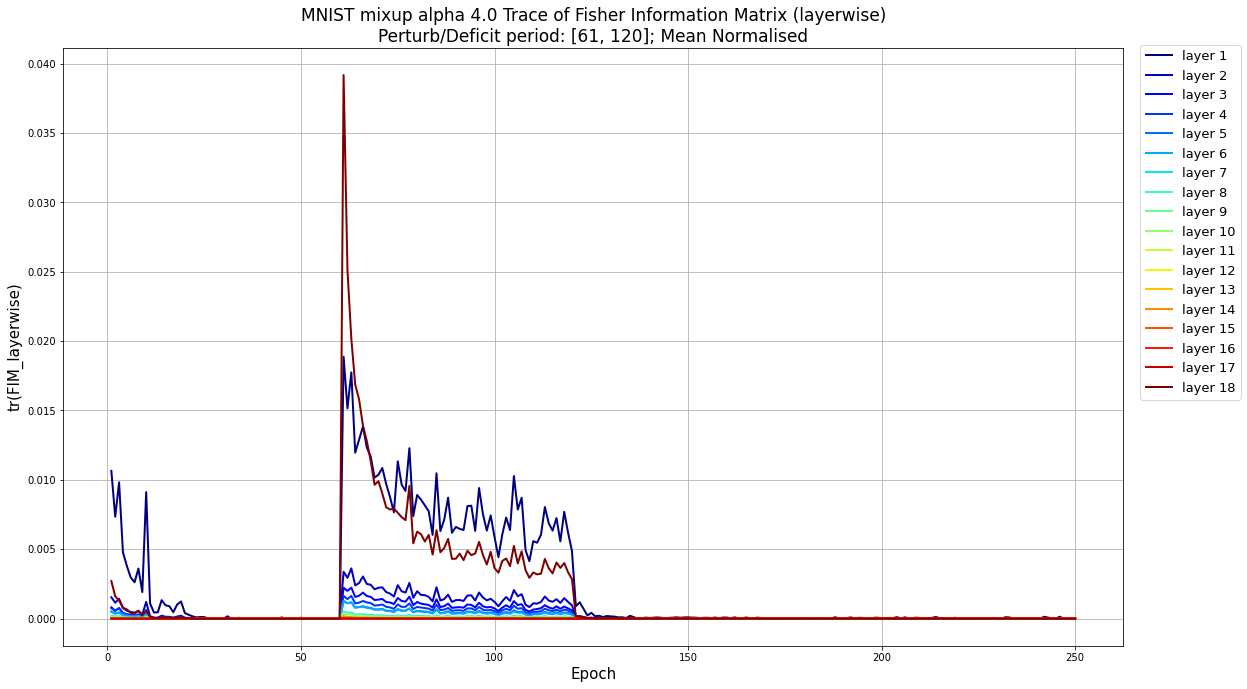 MNIST mixup alpha 4.0 Trace of Fisher Information Matrix (layerwise)
Perturb/Deficit period: [61, 120]; Mean Normalised
0.040
0.035
0.030
0.025
0.020
0.015
0.010
0.005
0.000
tr(FIM_layerwise)
0
50
100
150
200
250
Epoch
layer 1
layer 2
layer 3
layer 4
layer 5
layer 6
layer 7
layer 8
layer 9
layer 10
layer 11
layer 12
layer 13
layer 14
layer 15
layer 16
layer 17
layer 18